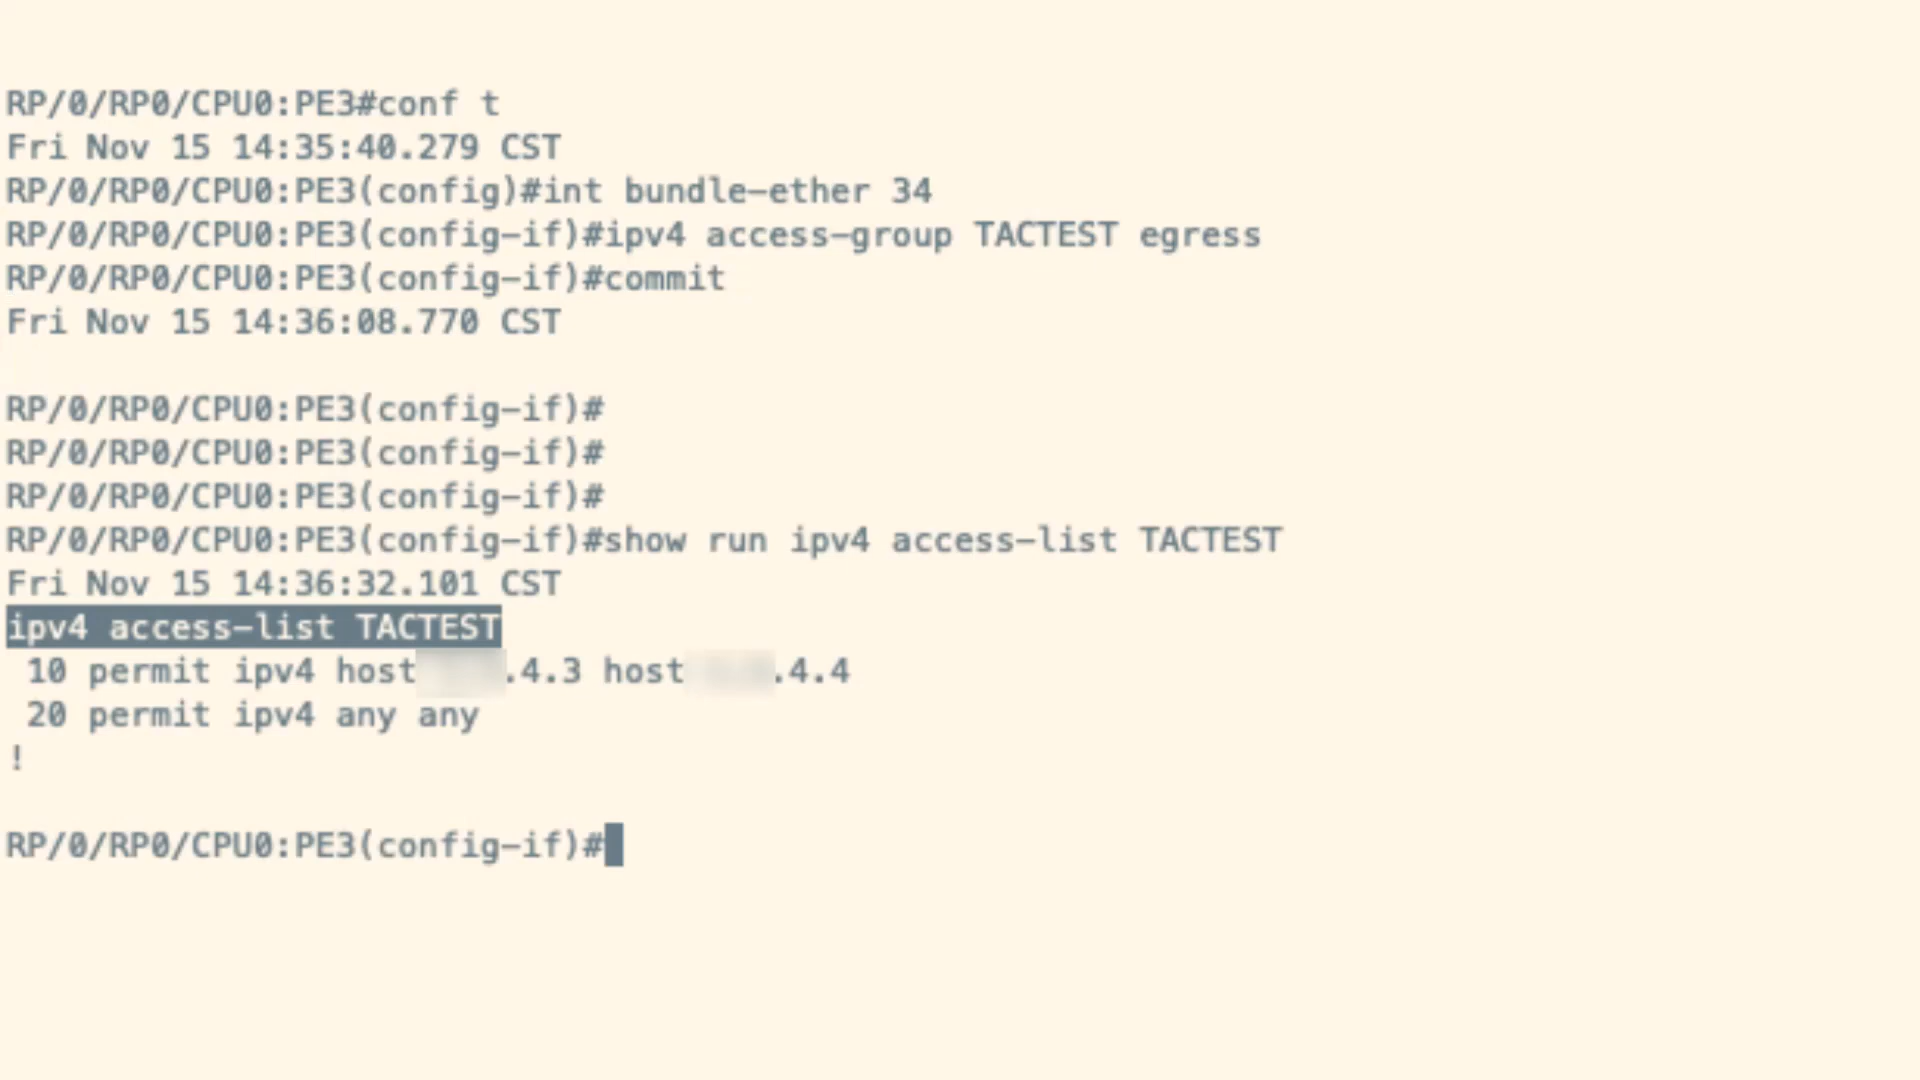 RP/0/RP0/CPU0:PE3#conf t
Fri Nov 15 14:35:40.279 CST
RP/0/RP0/CPU0:PE3(config)#int bundle-ether 34
RP/0/RP0/CPU0:PE3(config-if)#ipv4 access-group TACTEST egress
RP/0/RP0/CPU0:PE3(config-if)#commit
Fri Nov 15 14:36:08.770 CST
RP/0/RP0/CPU0:PE3(config-if)#
RP/0/RP0/CPU0:PE3(config-if)#
RP/0/RP0/CPU0:PE3(config-if)#
RP/0/RP0/CPU0:PE3(config-if)#show run ipv4 access-list TACTEST
Fri Nov 15 14:36:32.101 CST
ipv4 access-list TACTEST
10 permit ipv4 host .4.3 host .4.4
20 permit ipv4 any any
!
RP/0/RP0/CPU0:PE3(config-if)#